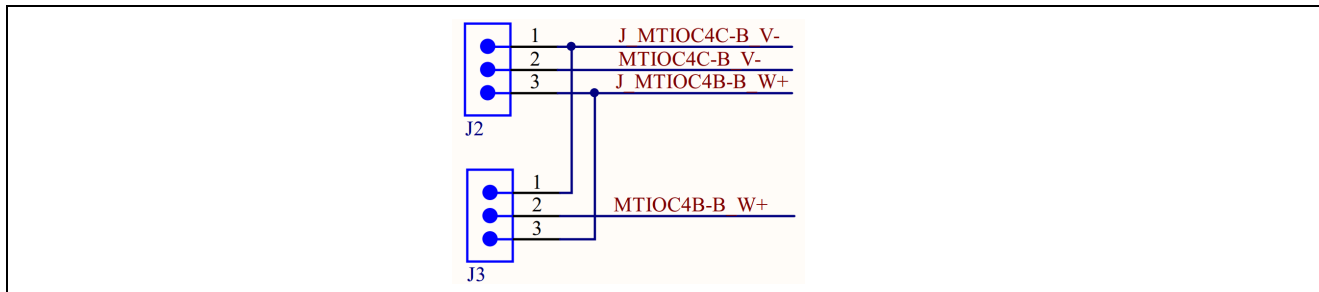 1 J_MTIOC4C-B_V-
2 MTIOC4C-B_V-
3 J_MTIOC4B-B_W+
J2
1
2 MTIOC4B-B_W+
3
J3